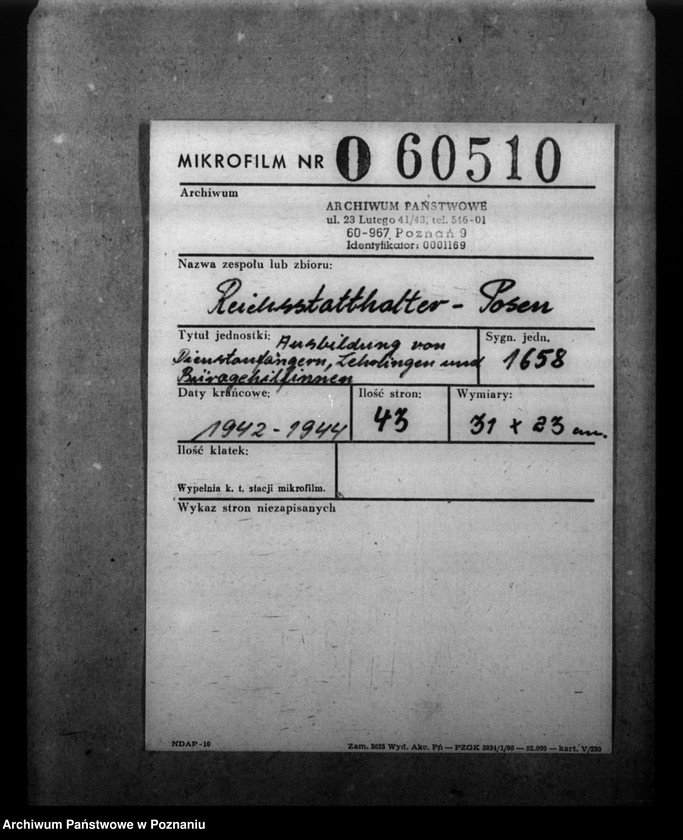 MIKROFILM NR 0 60510
Archiwum
ARCHIWUM PAŃSTWOWE
ul. 23 Lutego 41/43, tel. 546-01
60-967 Poznań 9
Identyfikator: 0001169
Nazwa zespołu lub zbioru:
Reichsstatthalter - Posen
Tytuł jednostki: Ausbildung von
Dienstanfängern, Lehrlingen und
Bürogehilfinnen
Sygn. jedn.
1658
Daty krańcowe:
1942-1944
Ilość stron:
43
Wymiary:
31 x 23 cm.
Ilość klatek:
Wypełnia k. t. stacji mikrofilm.
Wykaz stron niezapisanych
NDAP-10
Zam. 2625 Wyd. Akc. Pń — PZGK 2634/1/80 — 52.000 — kart. V/230
Archiwum Państwowe w Poznaniu